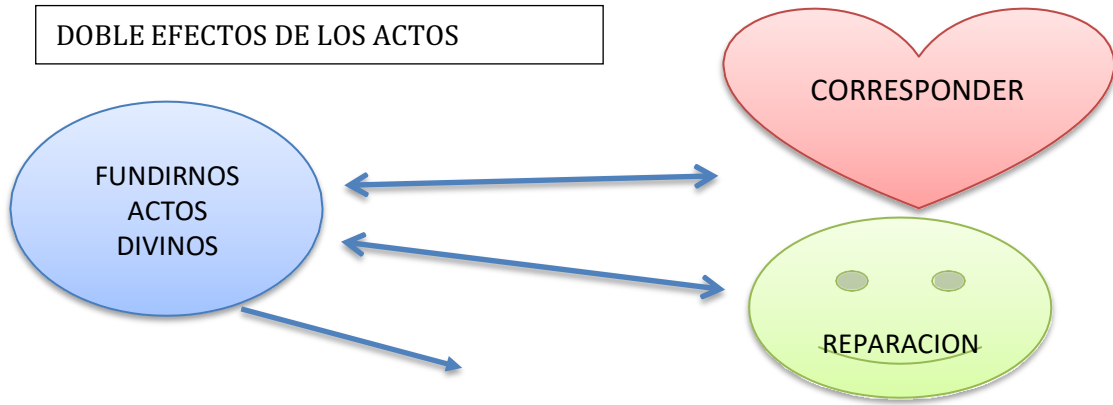 DOBLE EFECTOS DE LOS ACTOS
CORRESPONDER
FUNDIRNOS
ACTOS
DIVINOS
REPARACION